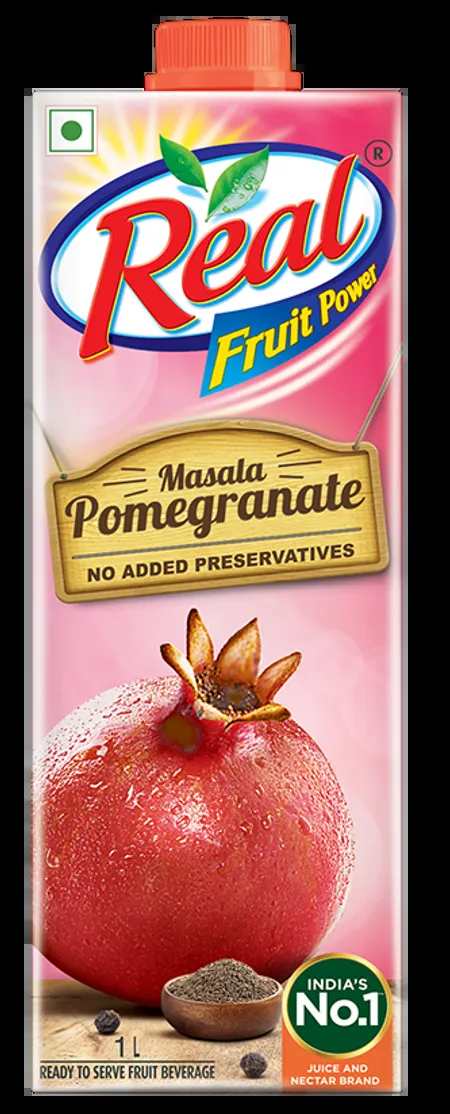 Real
®
Fruit Power
Masala
Pomegranate
NO ADDED PRESERVATIVES
1 L
READY TO SERVE FRUIT BEVERAGE
INDIA'S
No.1
JUICE AND
NECTAR BRAND